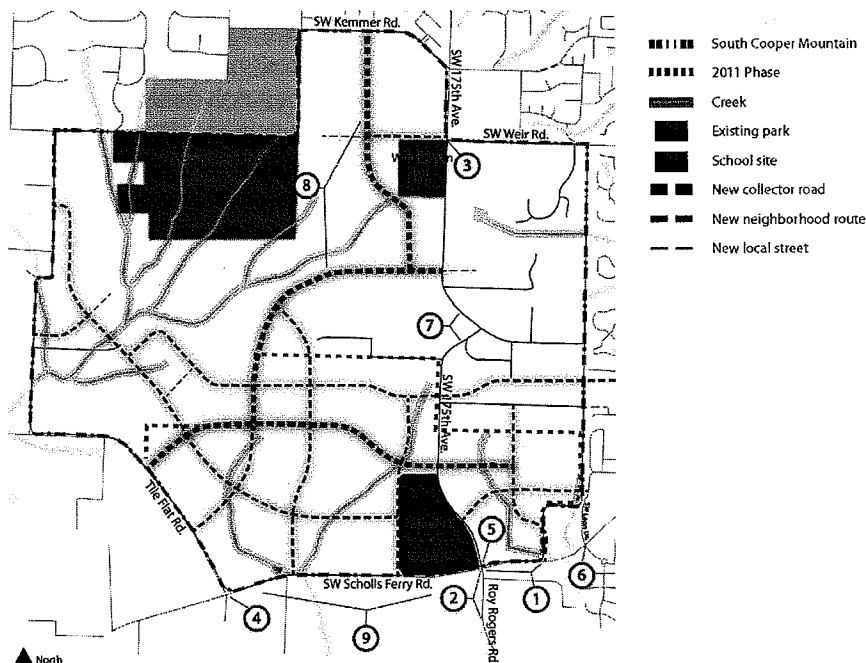 SW Kemmer Rd.
SW 175th Ave.
SW Weir Rd.
3
8
7
SW 175th Ave.
Tile Flat Rd.
5
6
SW Scholls Ferry Rd.
4
9
2
Roy Rogers Rd
1
North
South Cooper Mountain
2011 Phase
Creek
Existing park
School site
New collector road
New neighborhood route
New local street